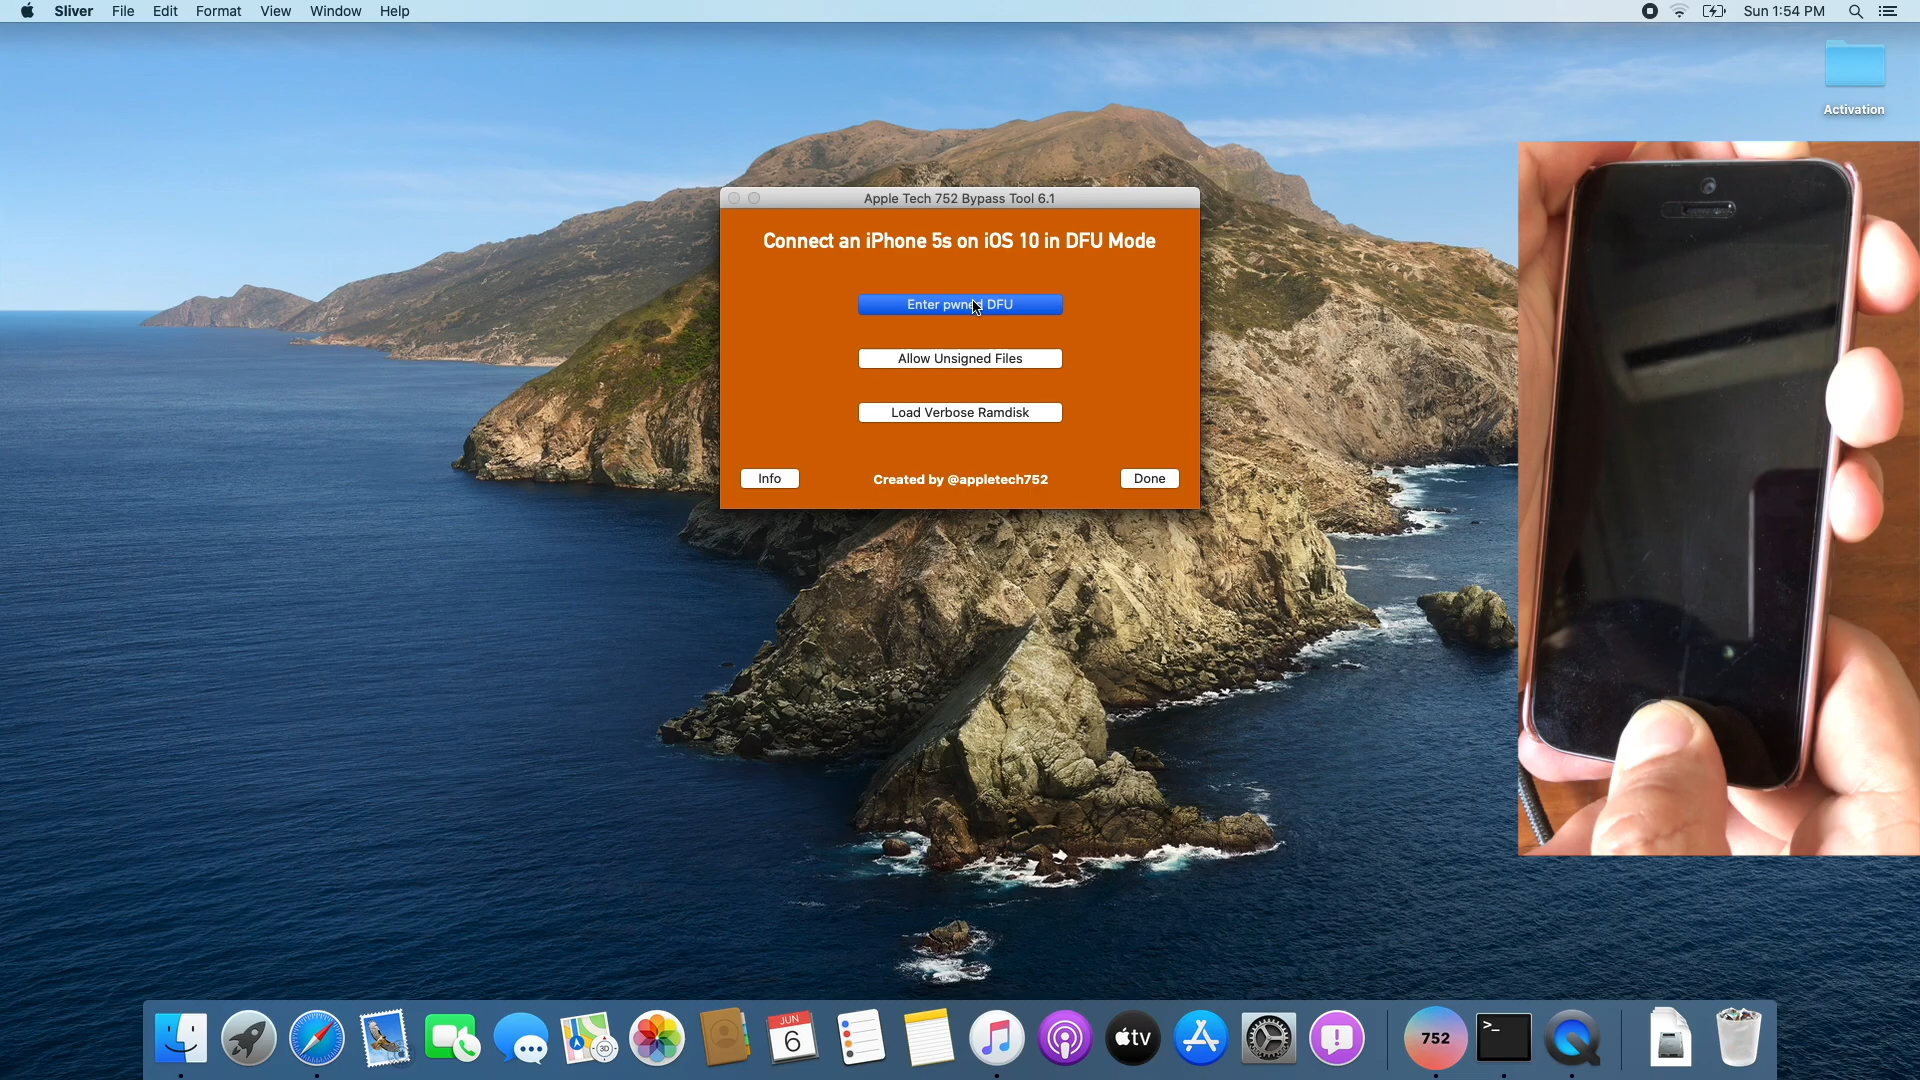 Sliver File Edit Format View Window Help
Sun 1:54 PM
Activation
Apple Tech 752 Bypass Tool 6.1
Connect an iPhone 5s on iOS 10 in DFU Mode
Enter pwned DFU
Allow Unsigned Files
Load Verbose Ramdisk
Info
Created by @appletech752
Done
3D
JUN
6
tv
752
>_